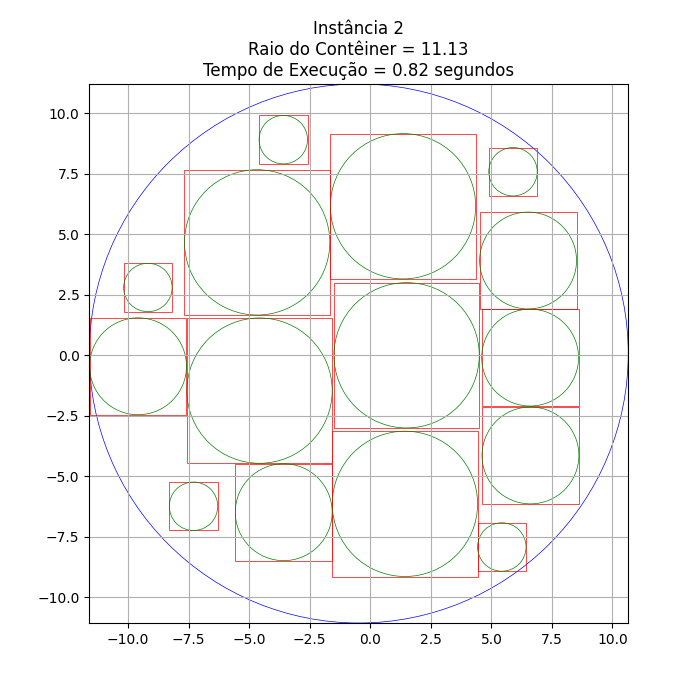 Instância 2
Raio do Contêiner = 11.13
Tempo de Execução = 0.82 segundos
10.0
7.5
5.0
2.5
0.0
−2.5
−5.0
−7.5
−10.0
−10.0 −7.5 −5.0 −2.5 0.0 2.5 5.0 7.5 10.0